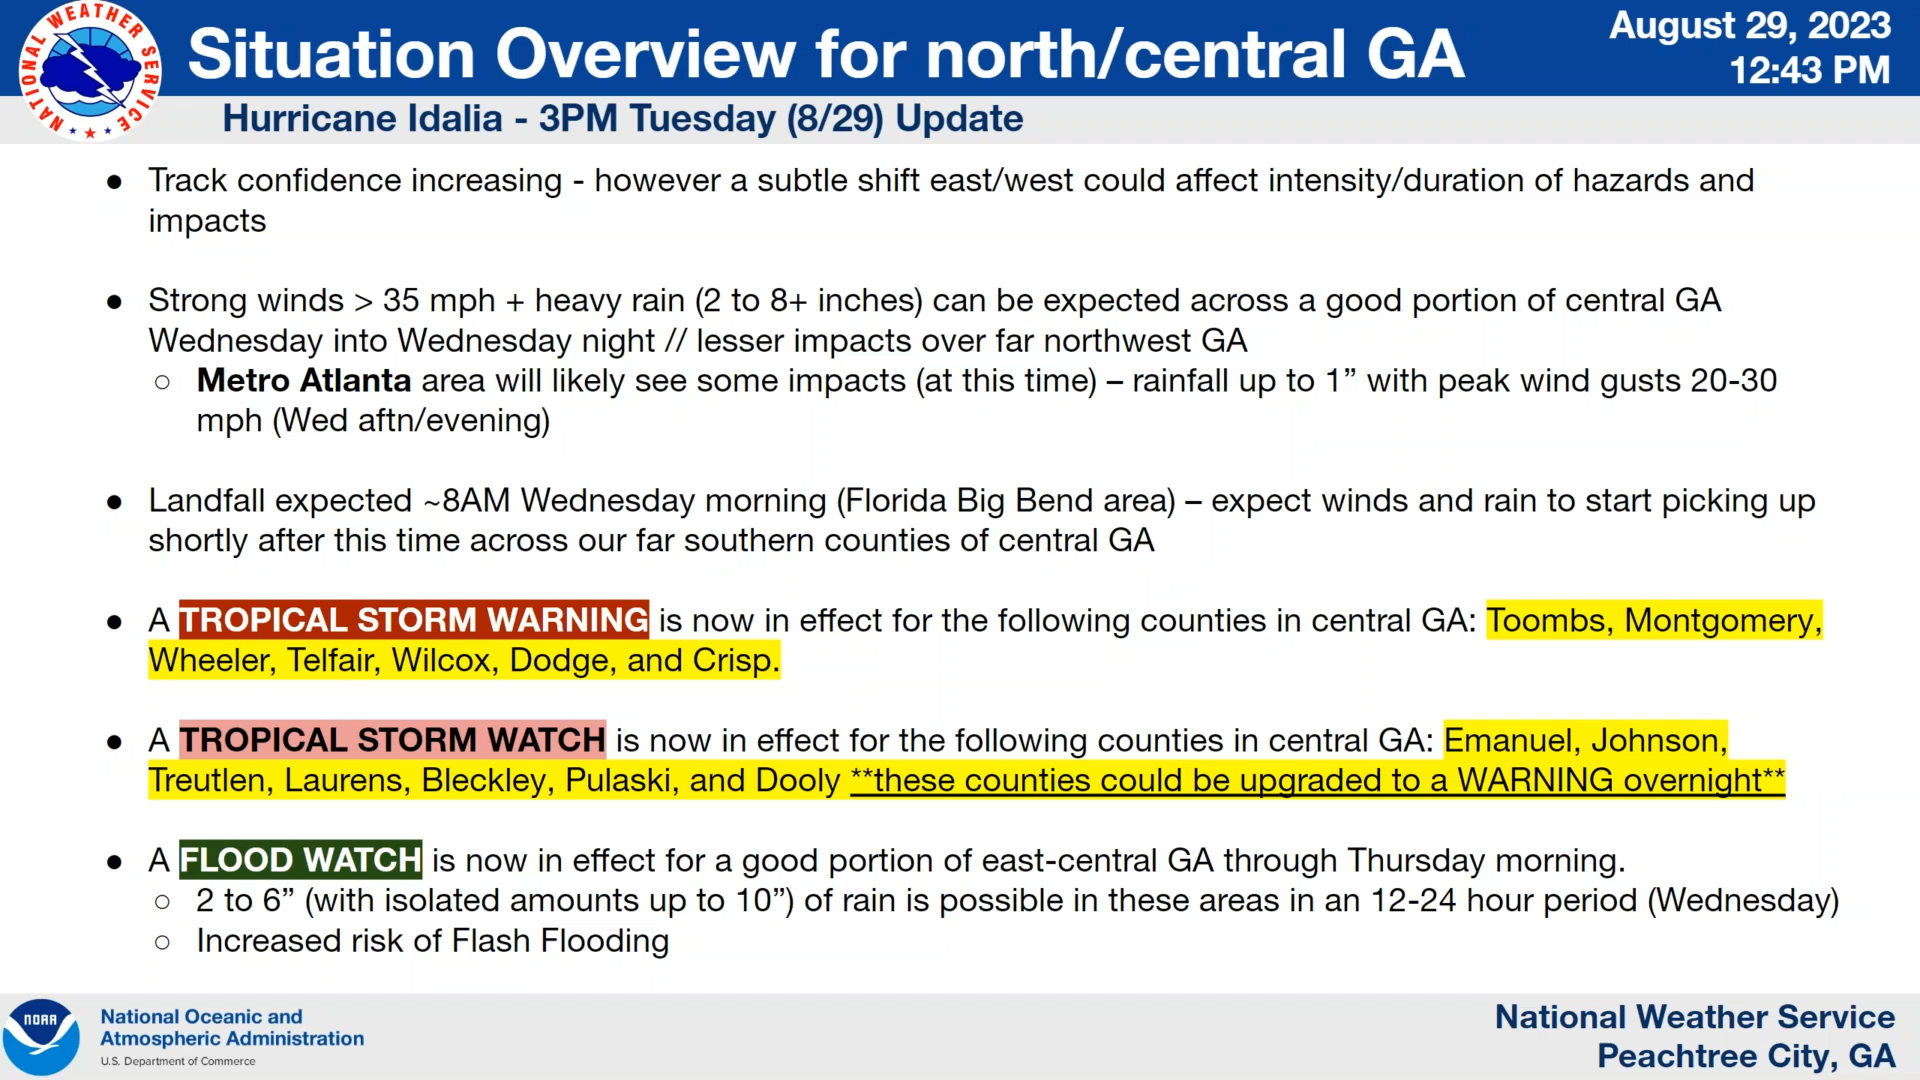 NATIONAL WEATHER SERVICE
Situation Overview for north/central GA
August 29, 2023
12:43 PM
Hurricane Idalia - 3PM Tuesday (8/29) Update
● Track confidence increasing - however a subtle shift east/west could affect intensity/duration of hazards and
impacts
● Strong winds > 35 mph + heavy rain (2 to 8+ inches) can be expected across a good portion of central GA
Wednesday into Wednesday night // lesser impacts over far northwest GA
○ Metro Atlanta area will likely see some impacts (at this time) – rainfall up to 1” with peak wind gusts 20-30
mph (Wed aftn/evening)
● Landfall expected ~8AM Wednesday morning (Florida Big Bend area) – expect winds and rain to start picking up
shortly after this time across our far southern counties of central GA
● A TROPICAL STORM WARNING is now in effect for the following counties in central GA: Toombs, Montgomery,
Wheeler, Telfair, Wilcox, Dodge, and Crisp.
● A TROPICAL STORM WATCH is now in effect for the following counties in central GA: Emanuel, Johnson,
Treutlen, Laurens, Bleckley, Pulaski, and Dooly **these counties could be upgraded to a WARNING overnight**
● A FLOOD WATCH is now in effect for a good portion of east-central GA through Thursday morning.
○ 2 to 6” (with isolated amounts up to 10”) of rain is possible in these areas in an 12-24 hour period (Wednesday)
○ Increased risk of Flash Flooding
NOAA
National Oceanic and
Atmospheric Administration
U.S. Department of Commerce
National Weather Service
Peachtree City, GA